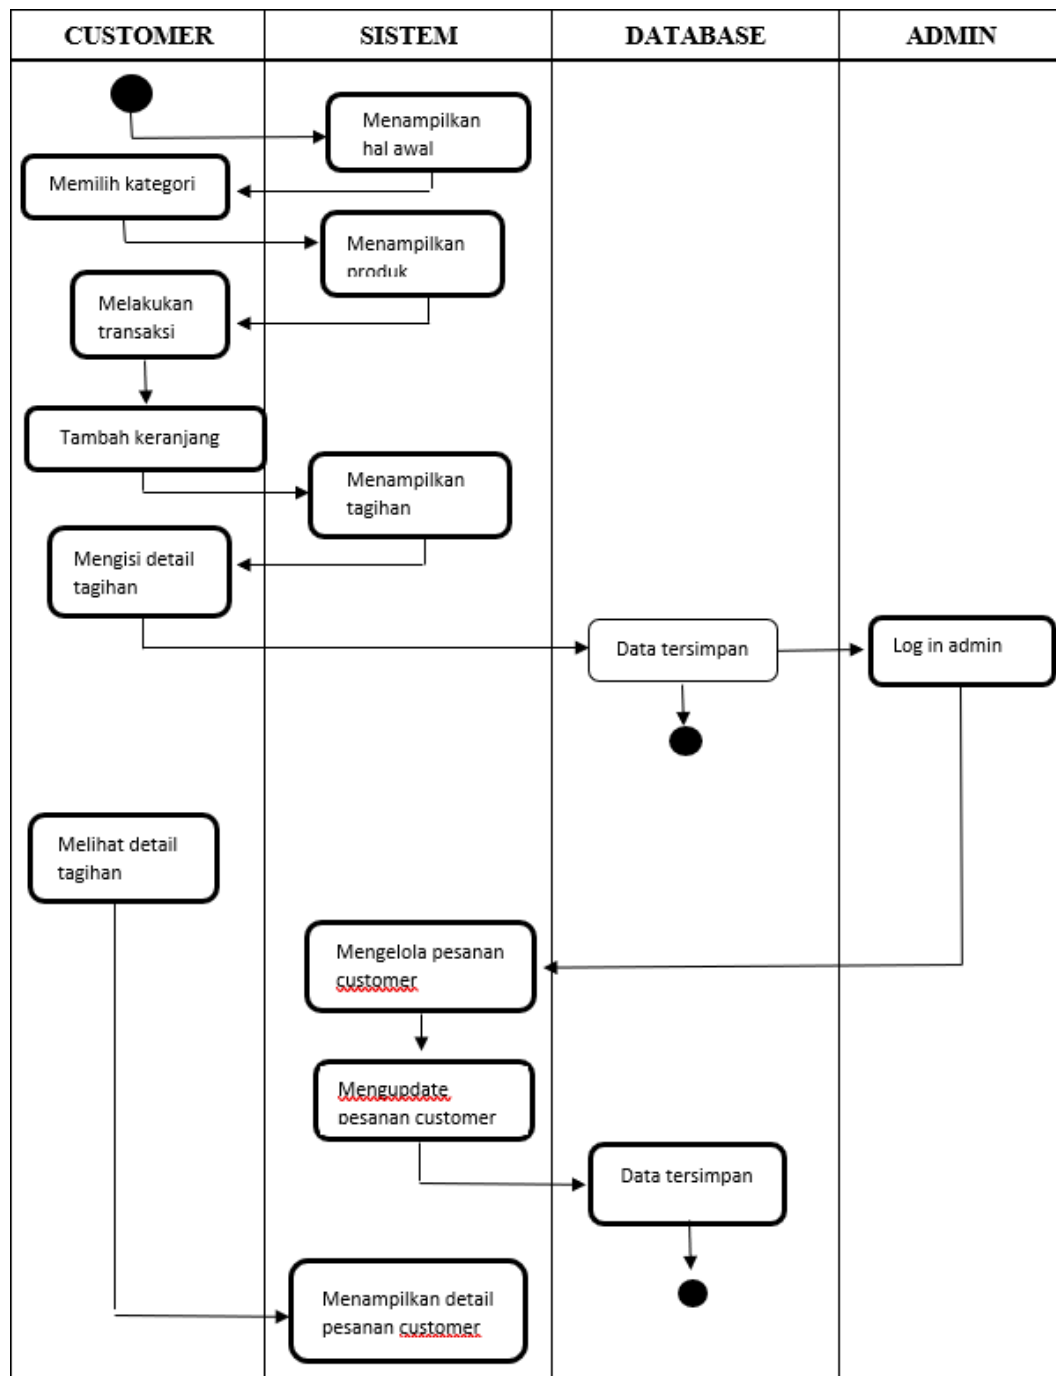 CUSTOMER
SISTEM
DATABASE
ADMIN
Menampilkan
hal awal
Memilih kategori
Menampilkan
produk
Melakukan
transaksi
Tambah keranjang
Menampilkan
tagihan
Mengisi detail
tagihan
Data tersimpan
Log in admin
Melihat detail
tagihan
Mengelola pesanan
customer
Mengupdate
pesanan customer
Data tersimpan
Menampilkan detail
pesanan customer